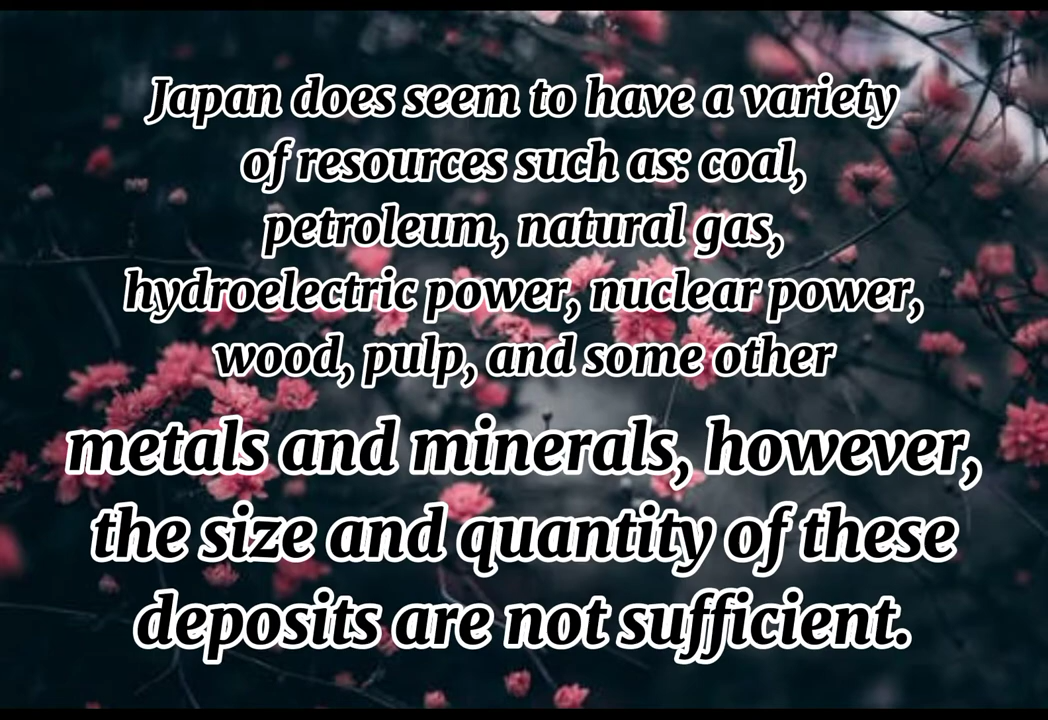 Japan does seem to have a variety
of resources such as: coal,
petroleum, natural gas,
hydroelectric power, nuclear power,
wood, pulp, and some other
metals and minerals, however,
the size and quantity of these
deposits are not sufficient.